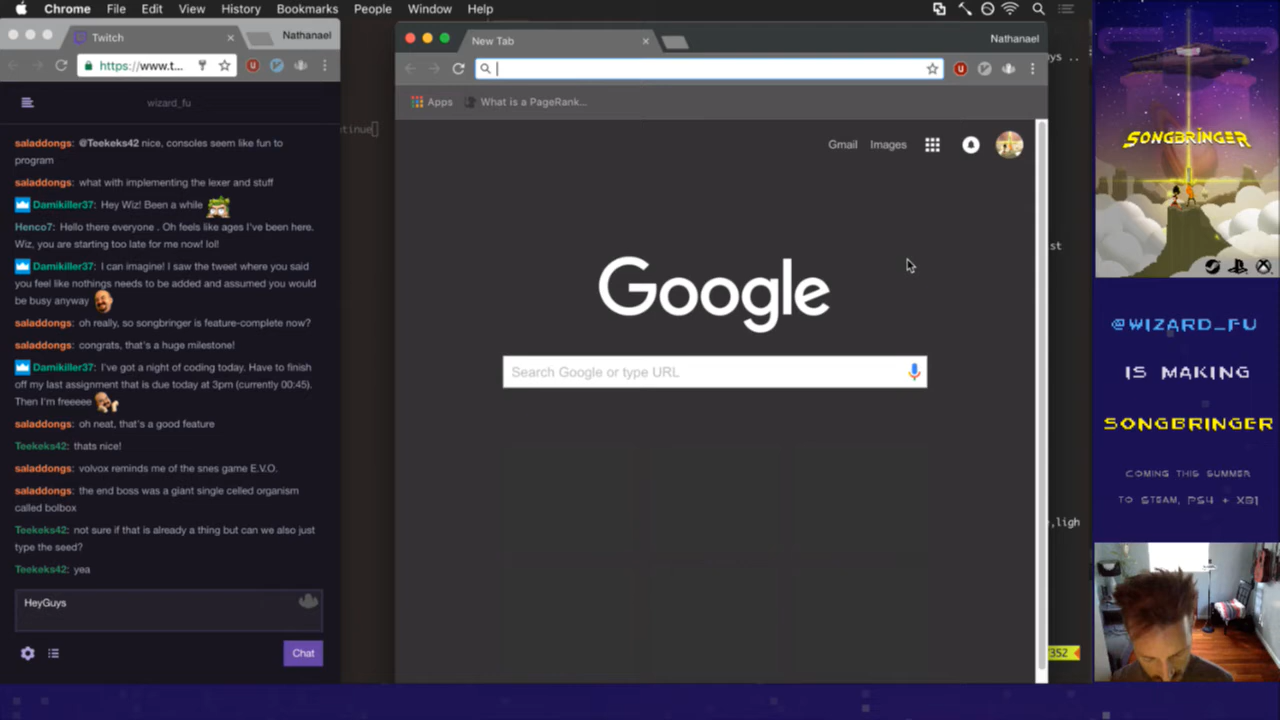 Chrome File Edit View History Bookmarks People Window Help
Twitch
Nathanael
https://www.t...
wizard_fu
saladdongs: @Teekeks42 nice, consoles seem like fun to
program
saladdongs: what with implementing the lexer and stuff
Damikiller37: Hey Wiz! Been a while
Henco7: Hello there everyone . Oh feels like ages I've been here.
Wiz, you are starting too late for me now! lol!
Damikiller37: I can imagine! I saw the tweet where you said
you feel like nothings needs to be added and assumed you would
be busy anyway
saladdongs: oh really, so songbringer is feature-complete now?
saladdongs: congrats, that's a huge milestone!
Damikiller37: I've got a night of coding today. Have to finish
off my last assignment that is due today at 3pm (currently 00:45).
Then I'm freeeee
saladdongs: oh neat, that's a good feature
Teekeks42: thats nice!
saladdongs: volvox reminds me of the snes game E.V.O.
saladdongs: the end boss was a giant single celled organism
called bolbox
Teekeks42: not sure if that is already a thing but can we also just
type the seed?
Teekeks42: yea
HeyGuys
Chat
tinue[]
New Tab
Nathanael
Apps What is a PageRank...
Gmail Images
Google
Search Google or type URL
ys ..
st
,ligh
352
SONGBRINGER
@WIZARD_FU
IS MAKING
SONGBRINGER
COMING THIS SUMMER
TO STEAM, PS4 + XB1